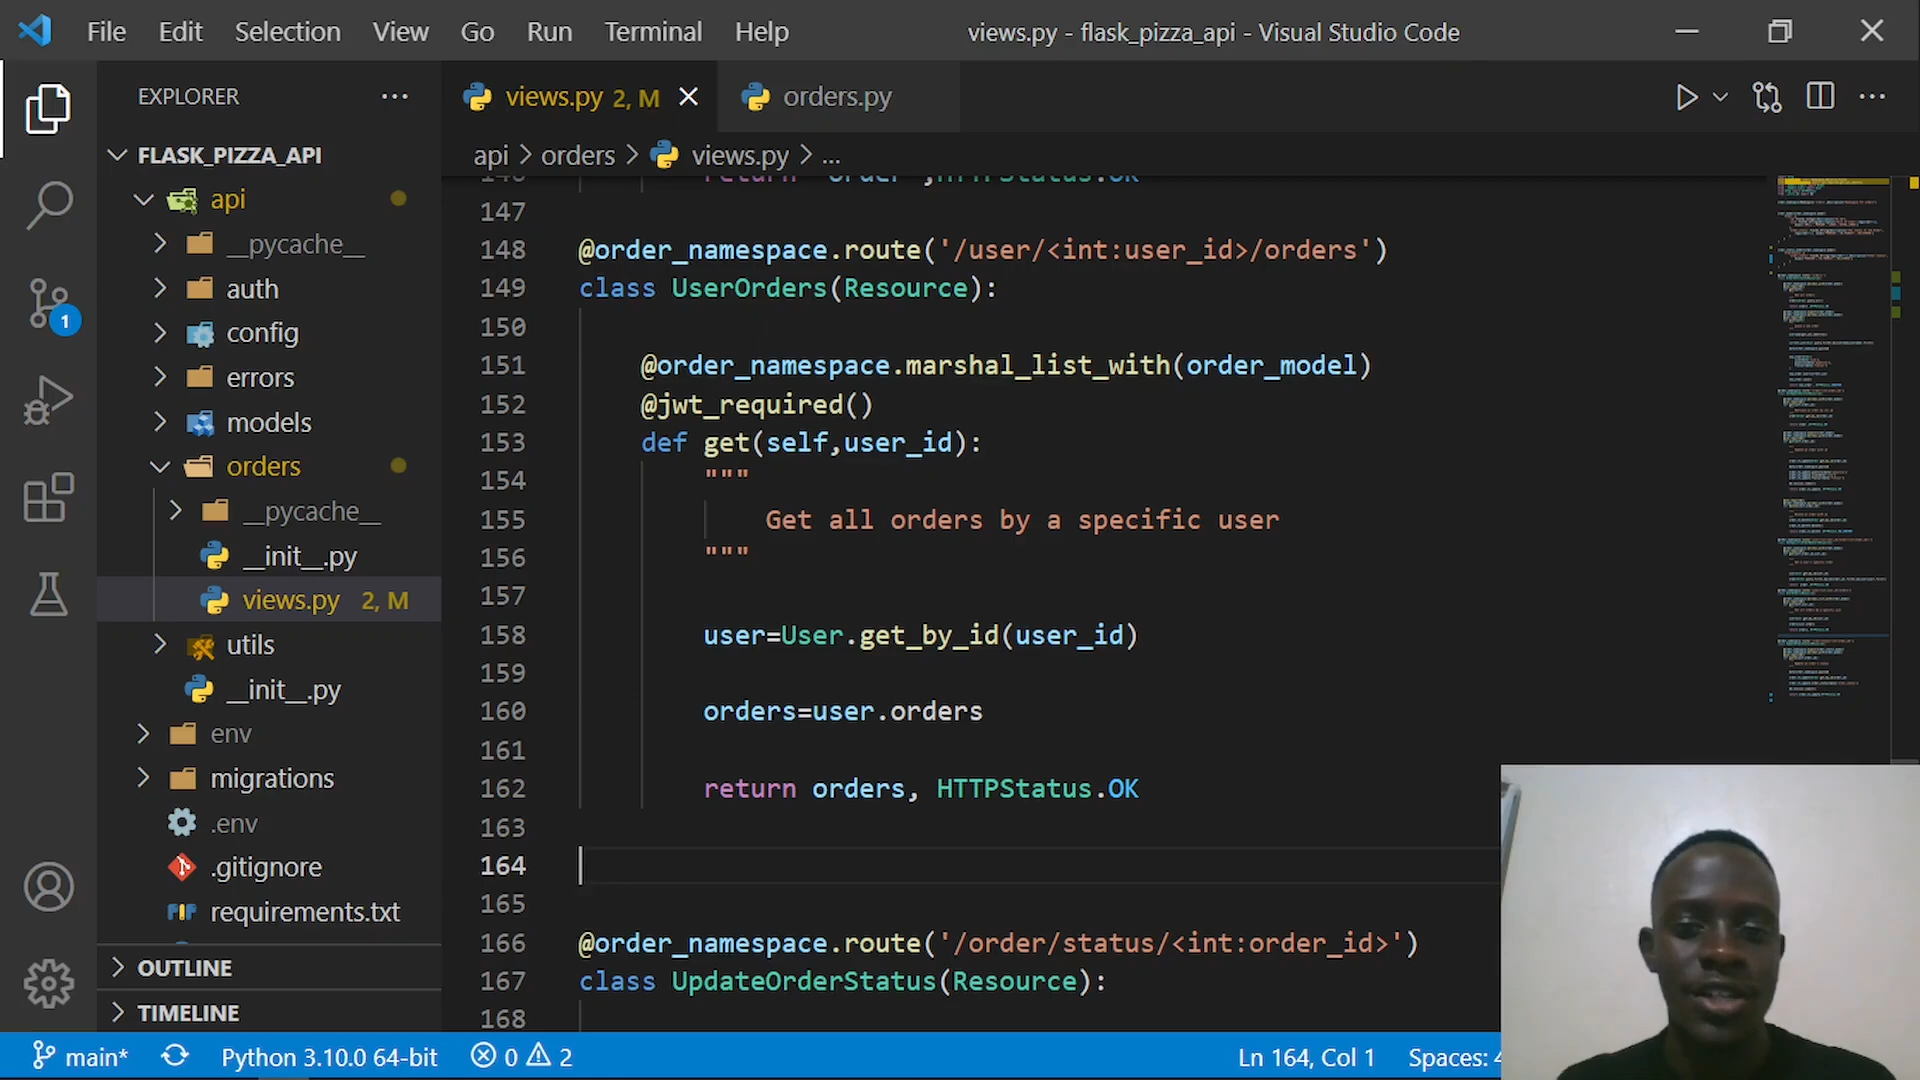 File Edit Selection View Go Run Terminal Help
views.py - flask_pizza_api - Visual Studio Code
EXPLORER
views.py 2, M
orders.py
FLASK_PIZZA_API
api > orders > views.py > ...
api
__pycache__
auth
config
errors
models
orders
__pycache__
__init__.py
views.py 2, M
utils
__init__.py
env
migrations
.env
.gitignore
requirements.txt
OUTLINE
TIMELINE
1
147
148 @order_namespace.route('/user/<int:user_id>/orders')
149 class UserOrders(Resource):
150
151 @order_namespace.marshal_list_with(order_model)
152 @jwt_required()
153 def get(self,user_id):
154 """
155 Get all orders by a specific user
156 """
157
158 user=User.get_by_id(user_id)
159
160 orders=user.orders
161
162 return orders, HTTPStatus.OK
163
164
165
166 @order_namespace.route('/order/status/<int:order_id>')
167 class UpdateOrderStatus(Resource):
168
main* Python 3.10.0 64-bit 0 2 Ln 164, Col 1 Spaces: